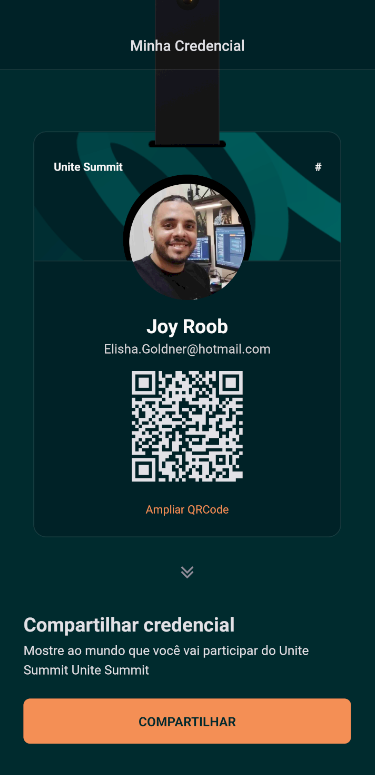 Minha Credencial
Unite Summit
#
Joy Roob
Elisha.Goldner@hotmail.com
Ampliar QRCode
Compartilhar credencial
Mostre ao mundo que você vai participar do Unite
Summit Unite Summit
COMPARTILHAR